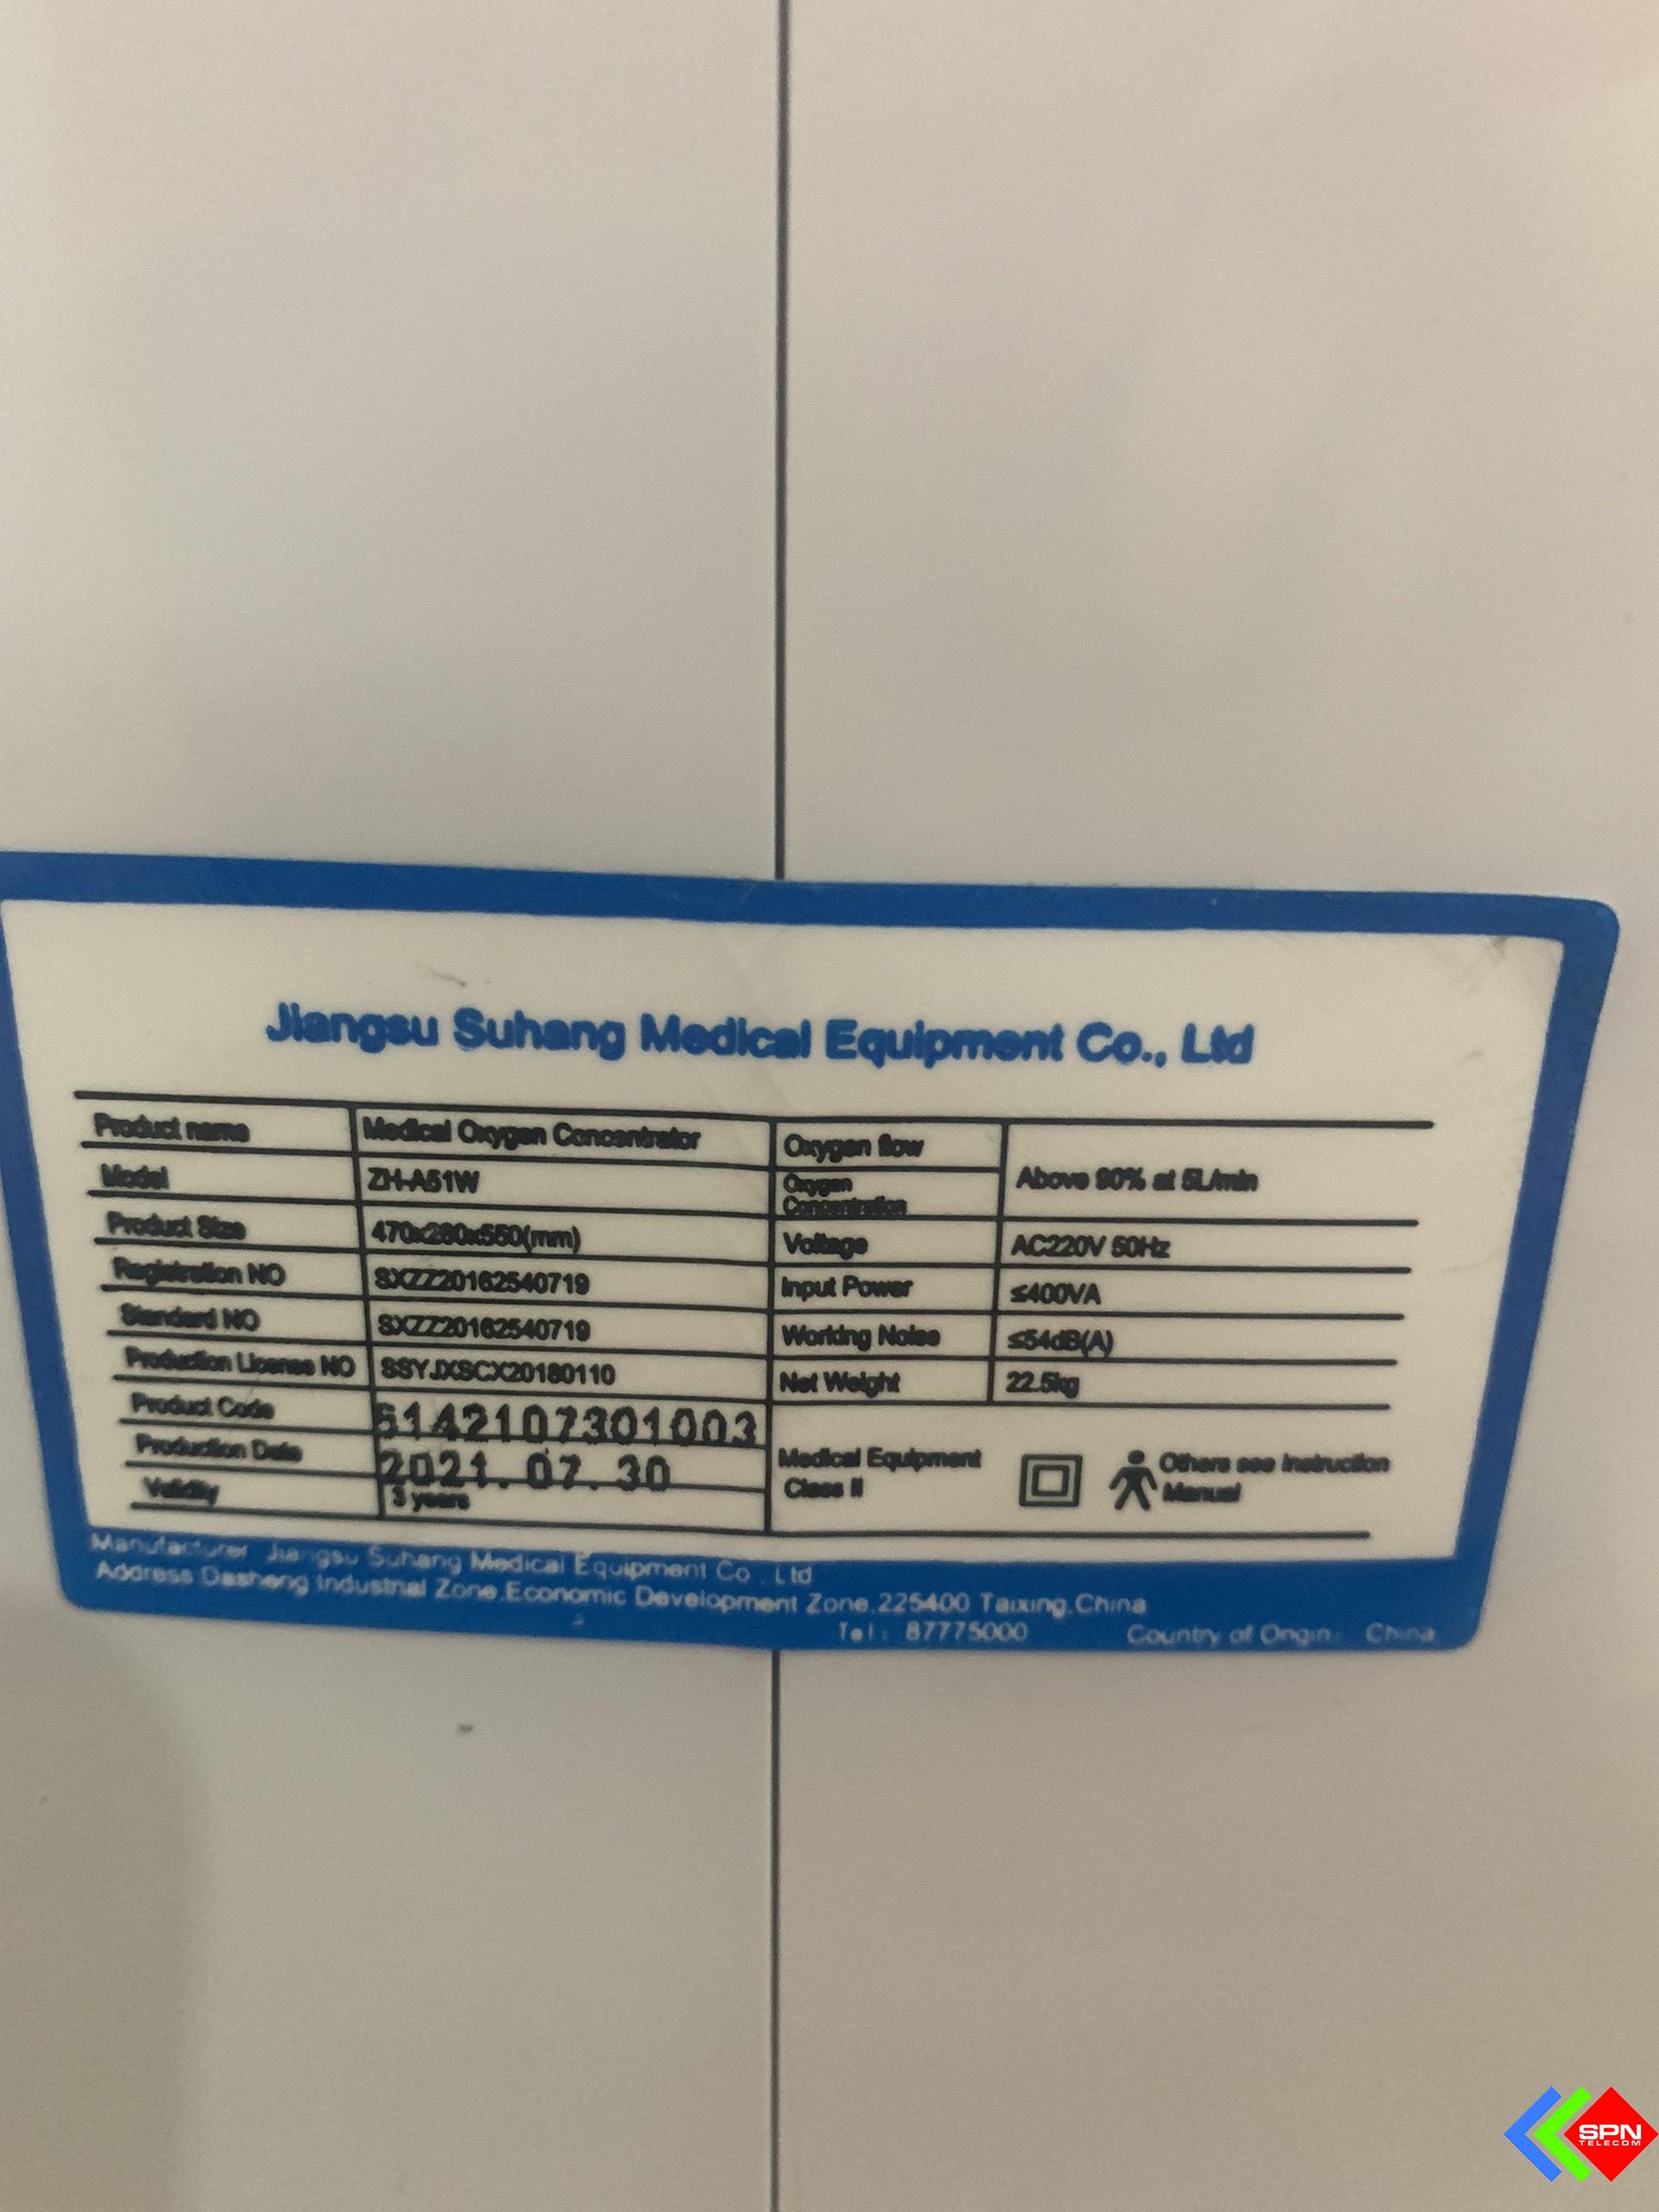 Jiangsu Suhang Medical Equipment Co., Ltd
Product name Medical Oxygen Concentrator
Model ZH-A51W
Product Size 470x280x550(mm)
Registration NO SXZZ20162540719
Standard NO SXZZ20162540719
Production License NO SSYJXSCX20180110
Product Code 5142107301003
Production Date 2021.07.30
Validity 3 years
Oxygen flow
Oxygen Concentration
Above 90% at 5L/min
Voltage AC220V 50Hz
Input Power ≤400VA
Working Noise ≤54dB(A)
Net Weight 22.5kg
Medical Equipment
Class II
Others see Instruction
Manual
Manufacturer Jiangsu Suhang Medical Equipment Co., Ltd
Address Dasheng Industrial Zone,Economic Development Zone,225400 Taixing,China
Tel: 87775000 Country of Origin: China
SPN
TELECOM